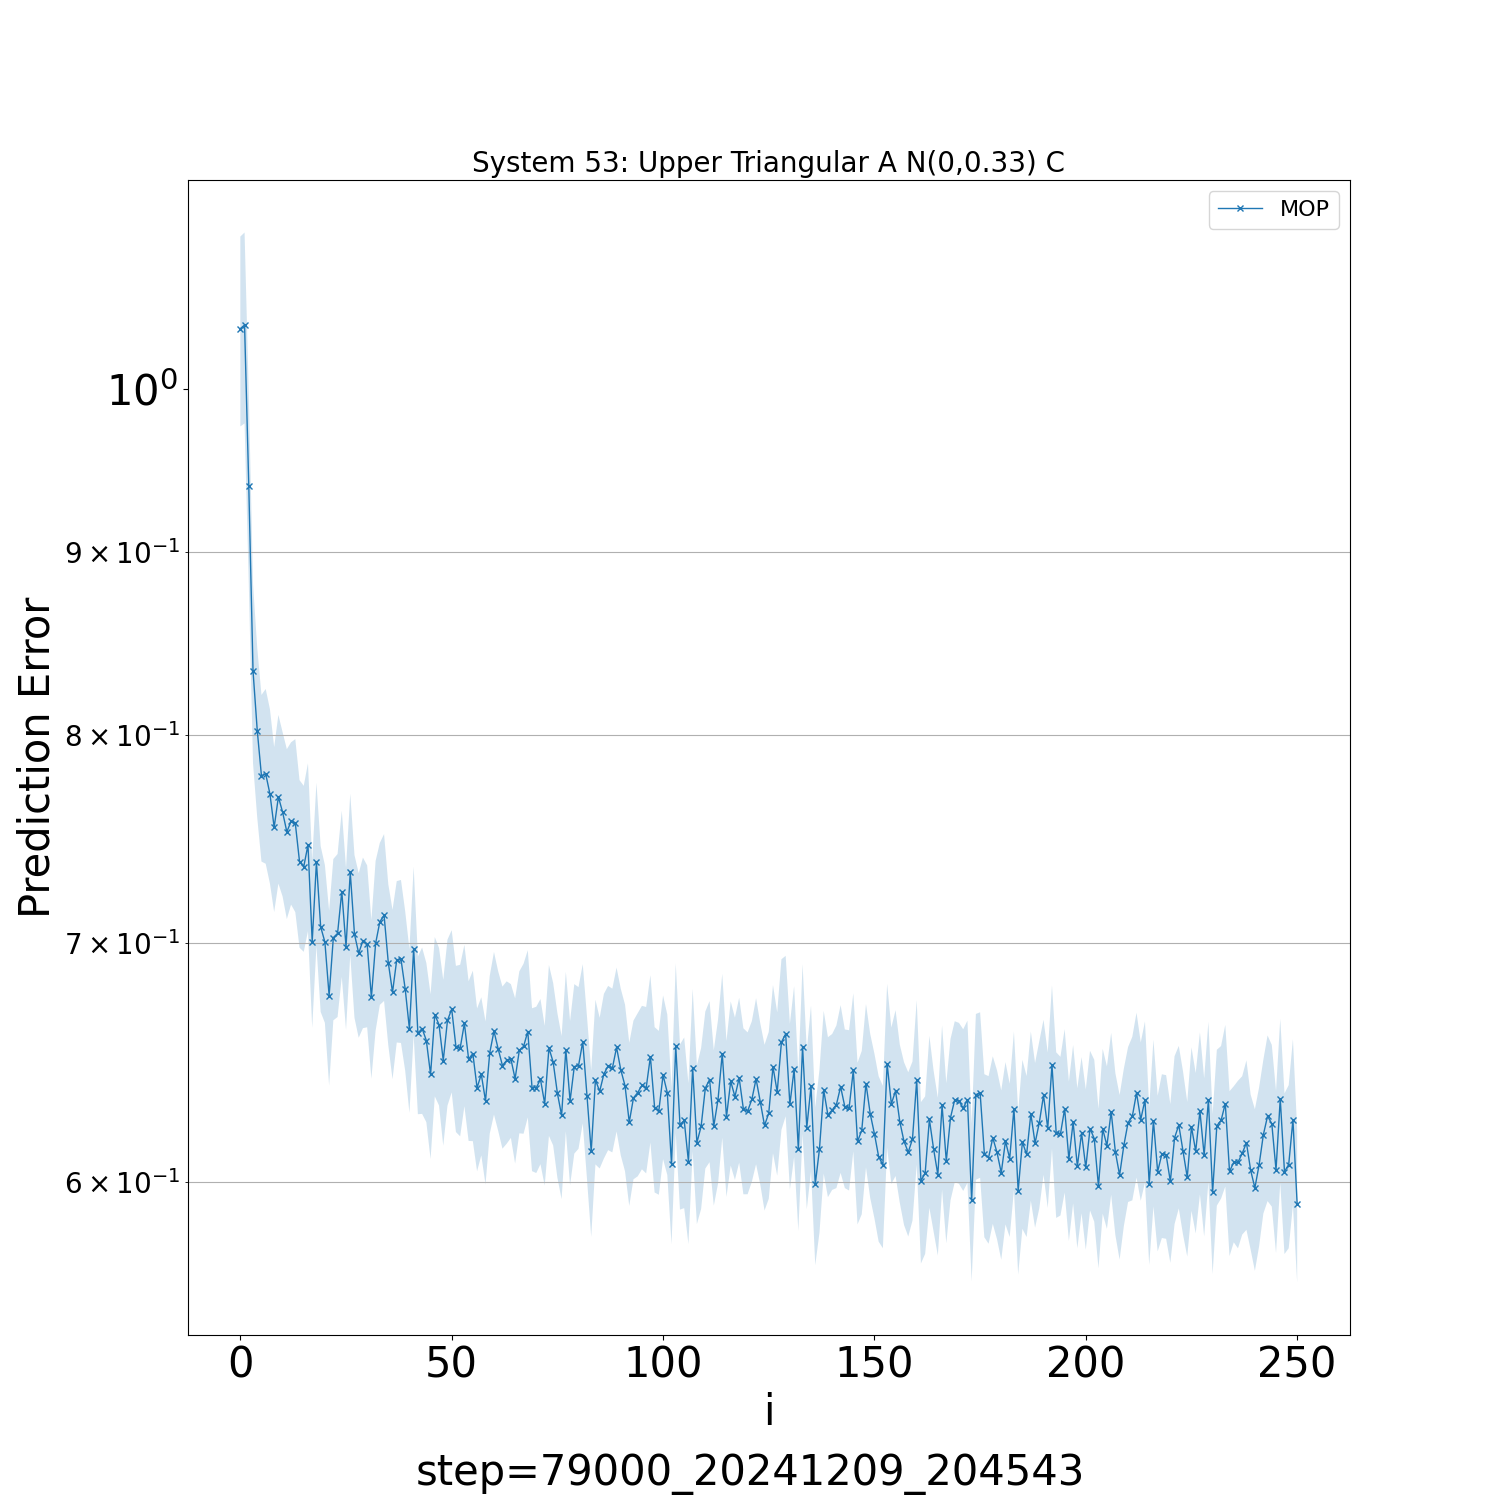 System 53: Upper Triangular A N(0,0.33) C
MOP
10⁰
9 × 10⁻¹
8 × 10⁻¹
7 × 10⁻¹
6 × 10⁻¹
Prediction Error
0 50 100 150 200 250
i
step=79000_20241209_204543